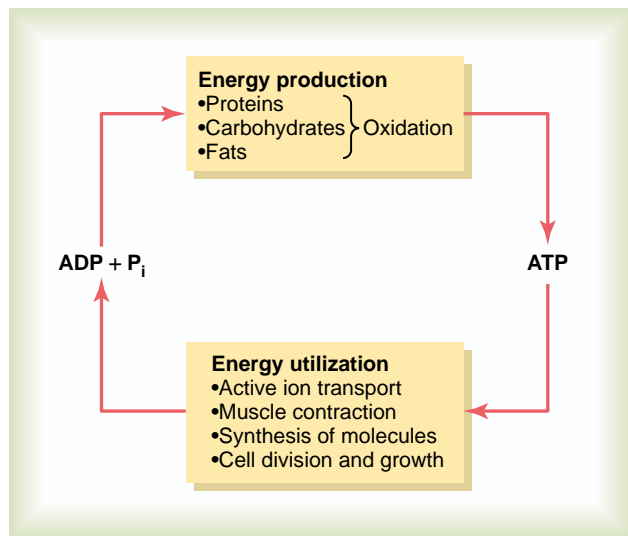 Energy production
•Proteins
•Carbohydrates } Oxidation
•Fats
ADP + Pi
ATP
Energy utilization
•Active ion transport
•Muscle contraction
•Synthesis of molecules
•Cell division and growth